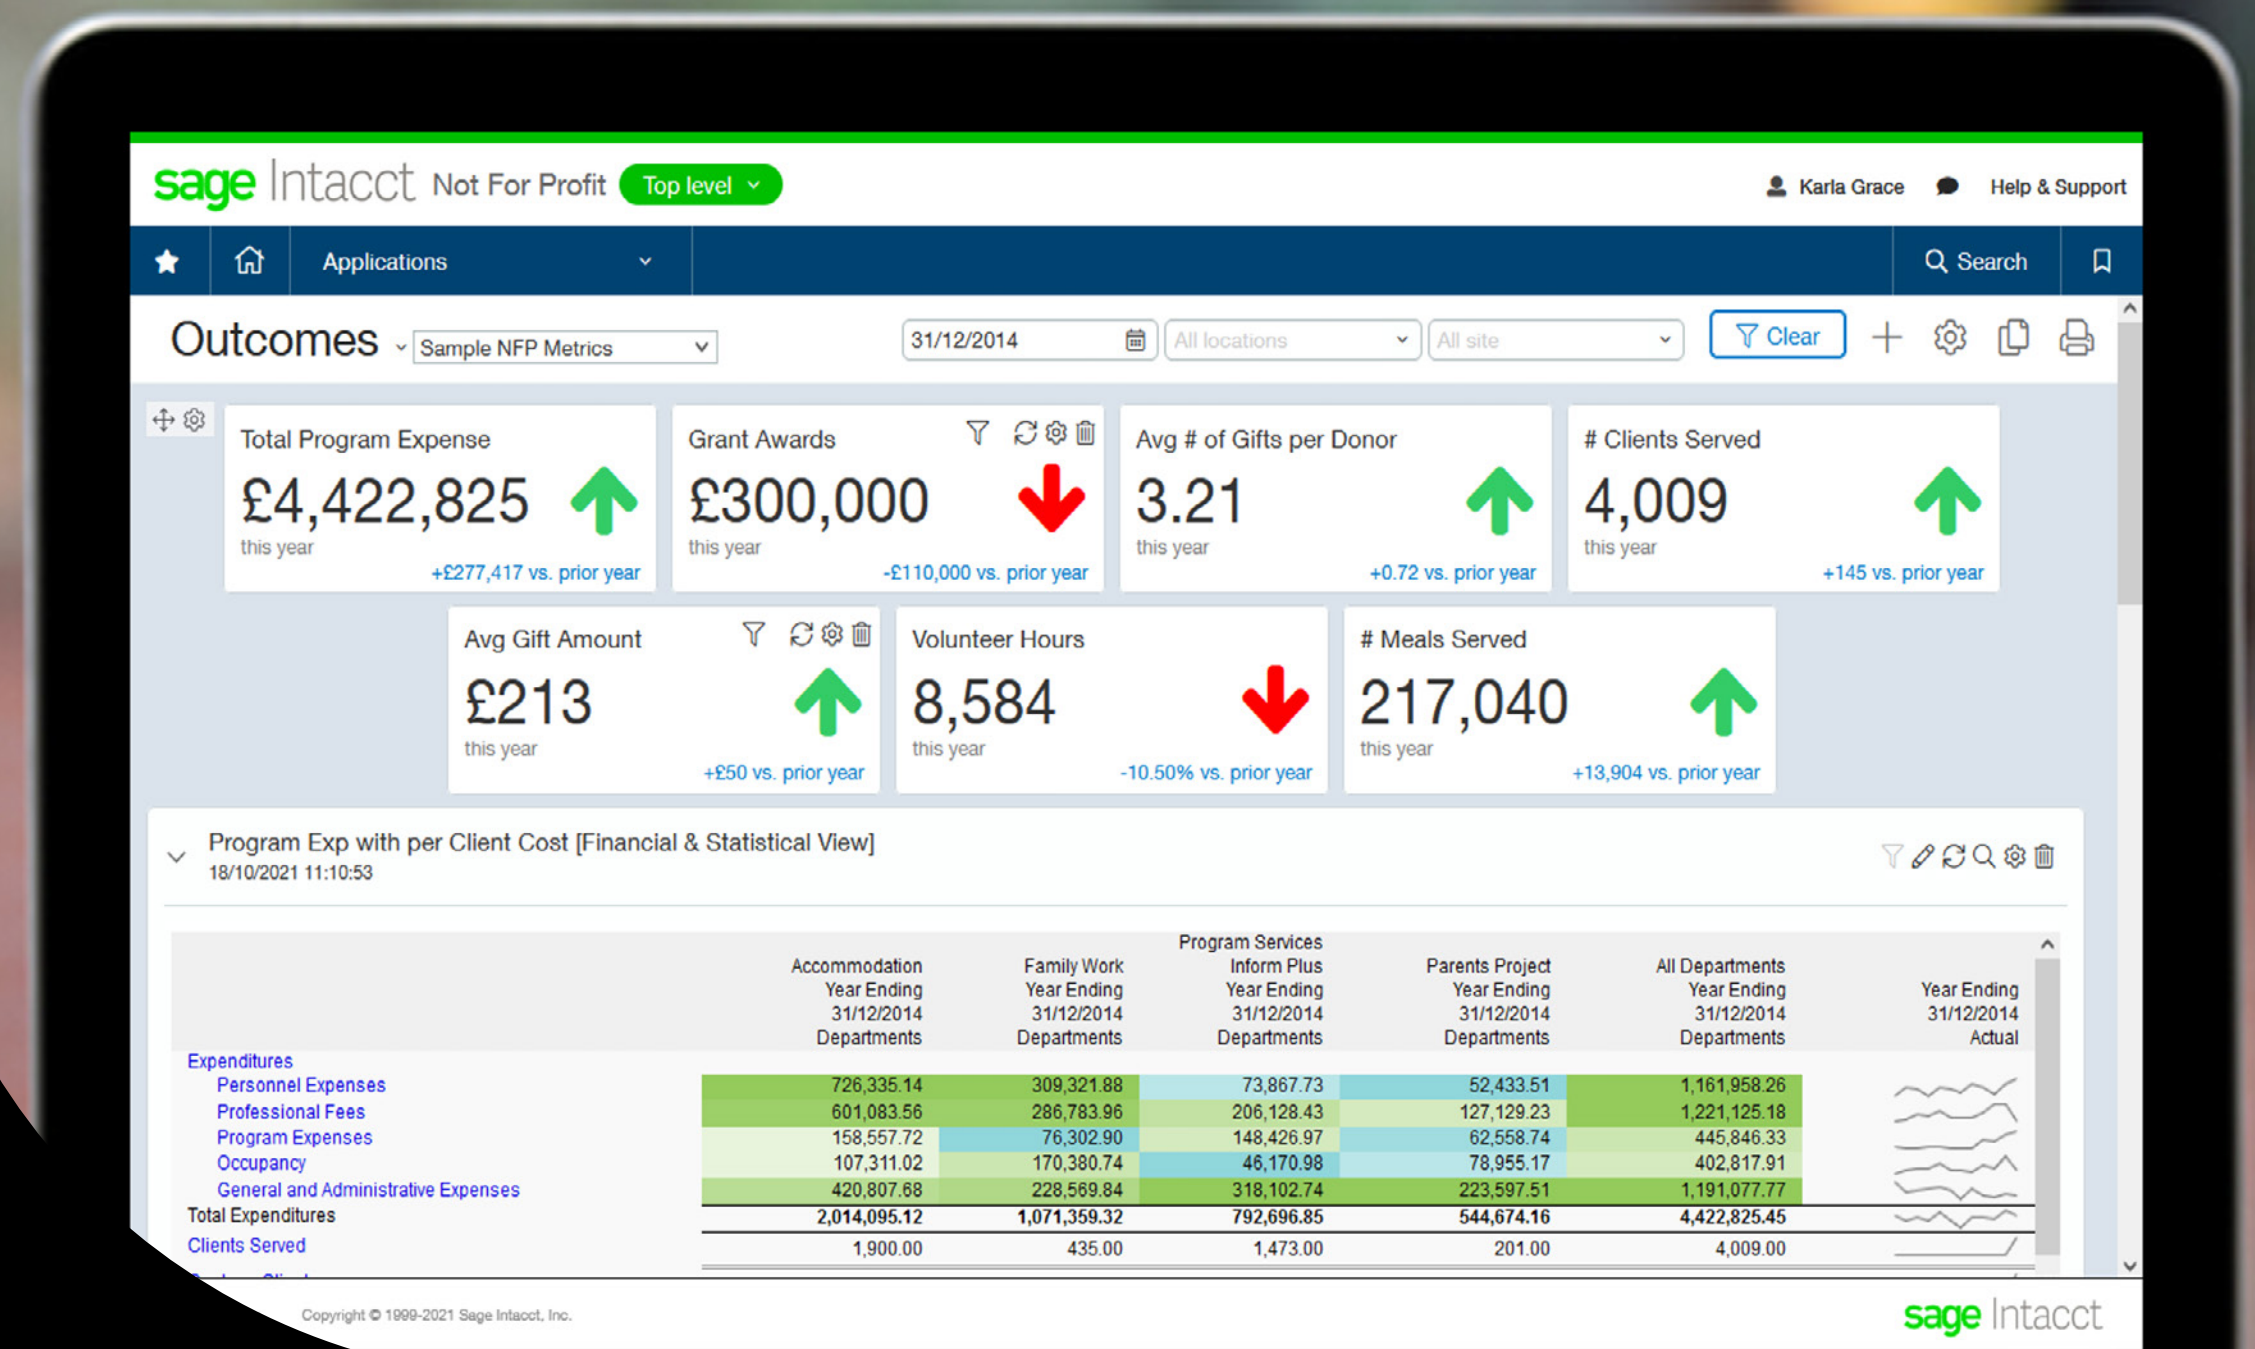 sage Intacct Not For Profit Top level Karla Grace Help & Support
Applications Search
Outcomes Sample NFP Metrics 31/12/2014 All locations All site Clear
Total Program Expense
£4,422,825
this year
+£277,417 vs. prior year
Grant Awards
£300,000
this year
-£110,000 vs. prior year
Avg # of Gifts per Donor
3.21
this year
+0.72 vs. prior year
# Clients Served
4,009
this year
+145 vs. prior year
Avg Gift Amount
£213
this year
+£50 vs. prior year
Volunteer Hours
8,584
this year
-10.50% vs. prior year
# Meals Served
217,040
this year
+13,904 vs. prior year
Program Exp with per Client Cost [Financial & Statistical View]
18/10/2021 11:10:53
Program Services
Accommodation Family Work Inform Plus Parents Project All Departments
Year Ending Year Ending Year Ending Year Ending Year Ending Year Ending
31/12/2014 31/12/2014 31/12/2014 31/12/2014 31/12/2014 31/12/2014
Departments Departments Departments Departments Departments Actual
Expenditures
Personnel Expenses 726,335.14 309,321.88 73,867.73 52,433.51 1,161,958.26
Professional Fees 601,083.56 286,783.96 206,128.43 127,129.23 1,221,125.18
Program Expenses 158,557.72 76,302.90 148,426.97 62,558.74 445,846.33
Occupancy 107,311.02 170,380.74 46,170.98 78,955.17 402,817.91
General and Administrative Expenses 420,807.68 228,569.84 318,102.74 223,597.51 1,191,077.77
Total Expenditures 2,014,095.12 1,071,359.32 792,696.85 544,674.16 4,422,825.45
Clients Served 1,900.00 435.00 1,473.00 201.00 4,009.00
Copyright © 1999-2021 Sage Intacct, Inc.
sage Intacct